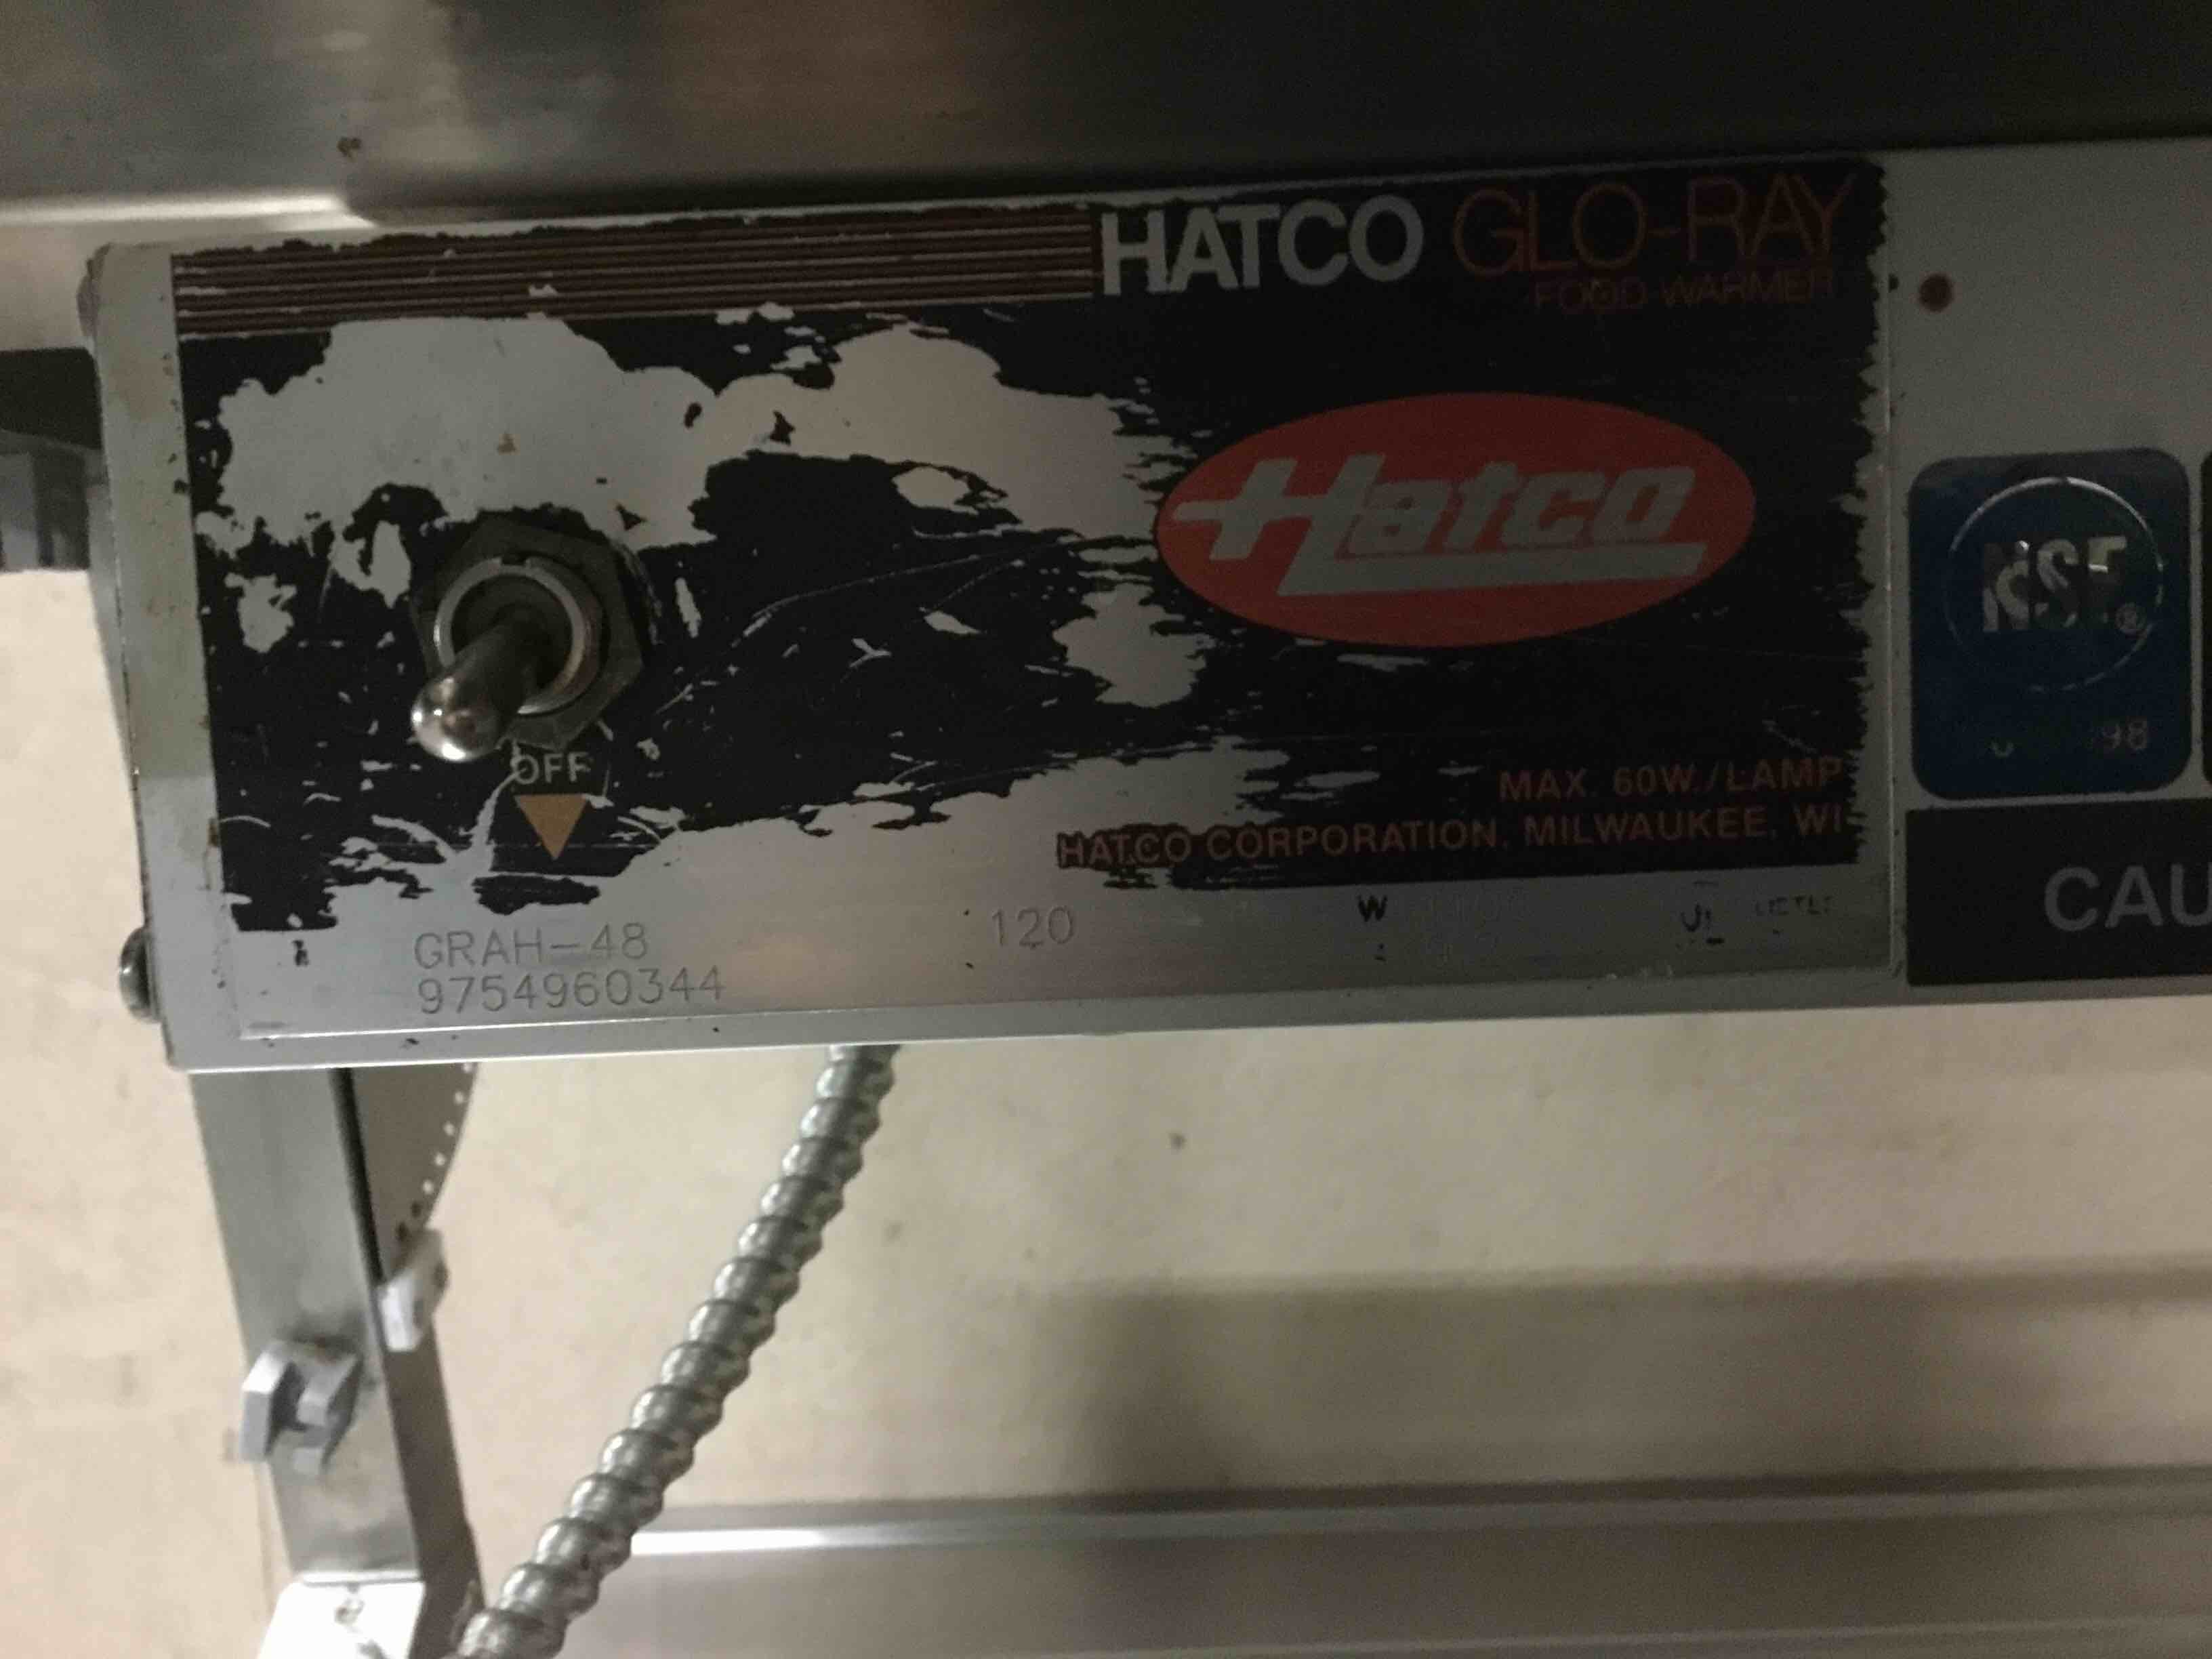 HATCO GLO-RAY
FOOD WARMER
Hatco
NSF®
98
OFF
MAX. 60W./LAMP
HATCO CORPORATION, MILWAUKEE, WI
CAU
GRAH-48 120 W
9754960344